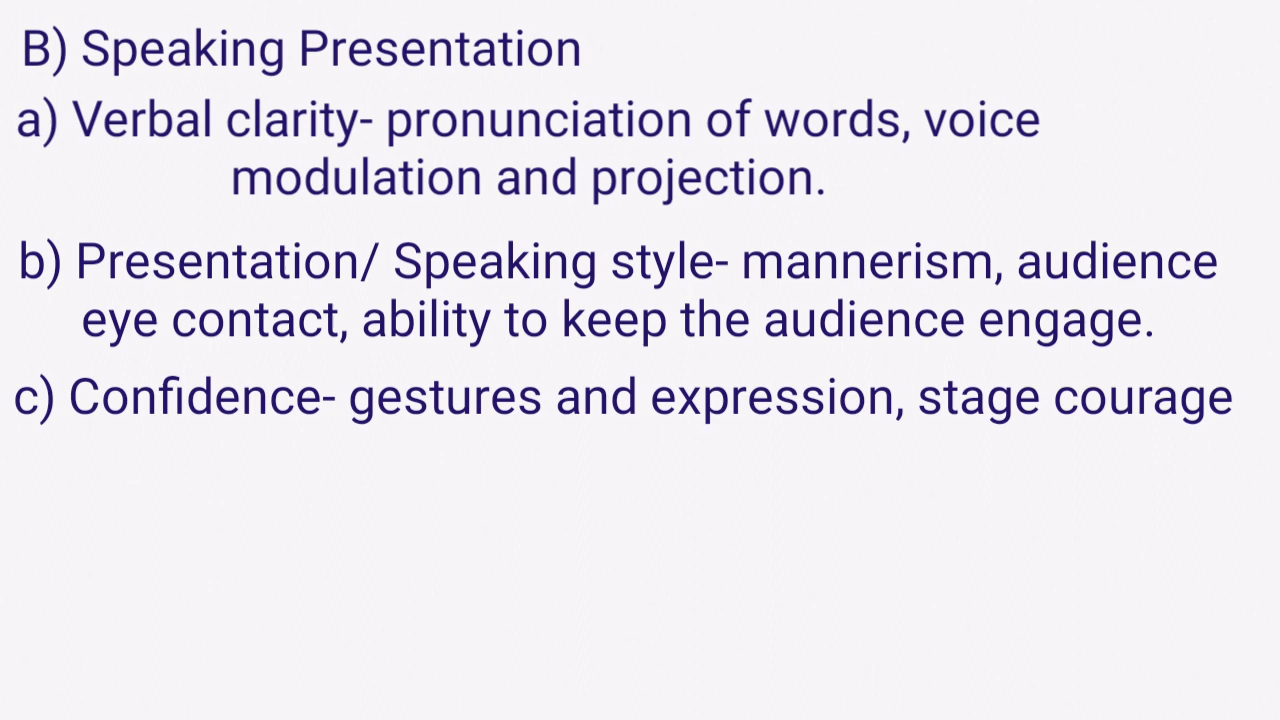 B) Speaking Presentation
a) Verbal clarity- pronunciation of words, voice
modulation and projection.
b) Presentation/ Speaking style- mannerism, audience
eye contact, ability to keep the audience engage.
c) Confidence- gestures and expression, stage courage